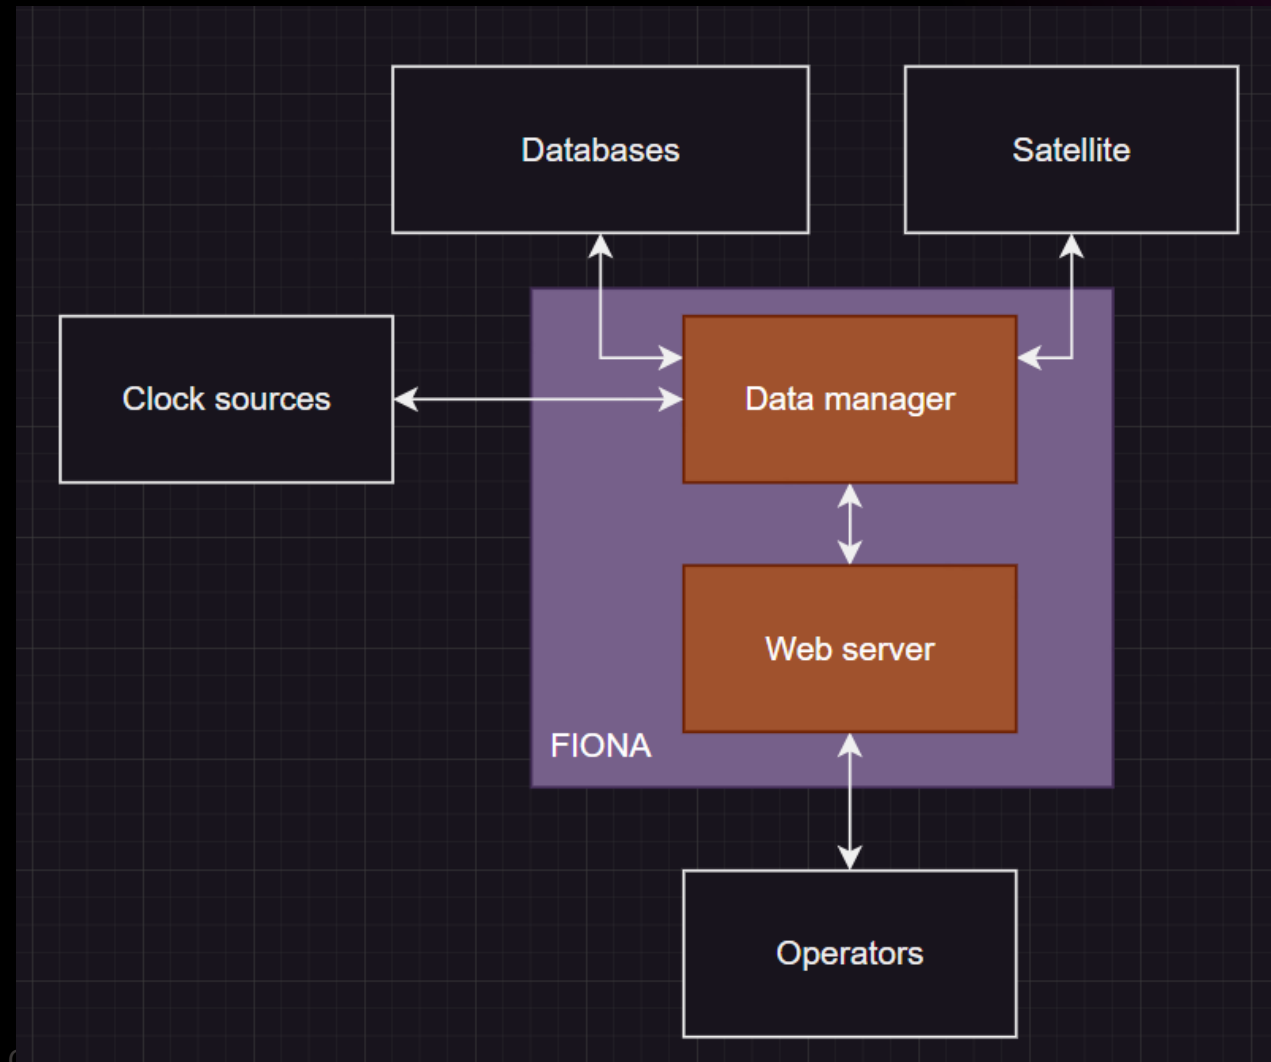 Databases
Satellite
Clock sources
Data manager
Web server
FIONA
Operators